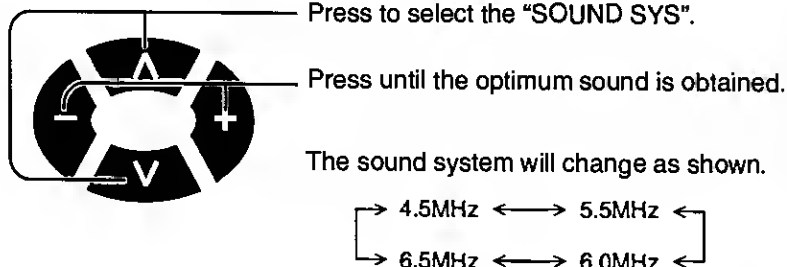 Press to select the “SOUND SYS”.
Press until the optimum sound is obtained.
- +
The sound system will change as shown.
4.5MHz ⟷ 5.5MHz
6.5MHz ⟷ 6.0MHz